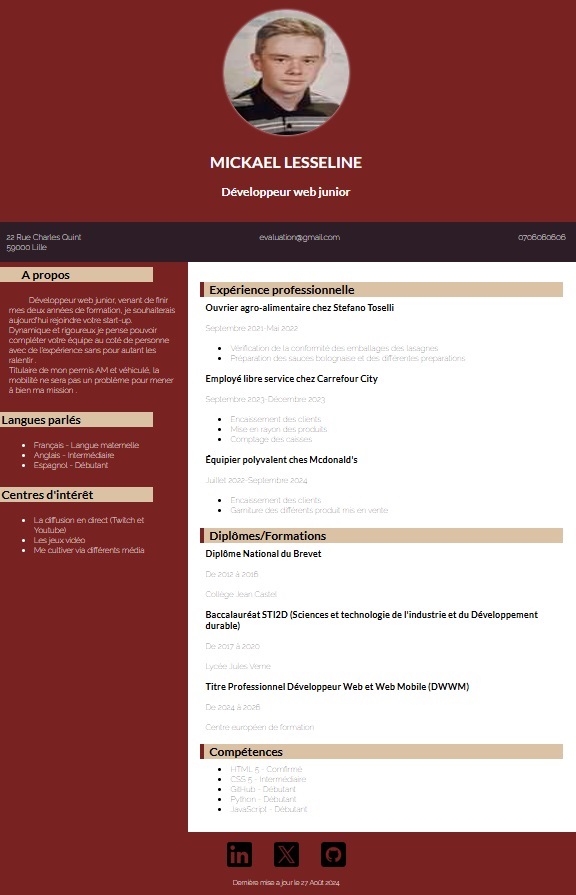 MICKAEL LESSELINE
Développeur web junior
22 Rue Charles Quint
59000 Lille
evaluation@gmail.com
0706060606
A propos
Développeur web junior, venant de finir
mes deux années de formation, je souhaiterais
aujourd'hui rejoindre votre start-up.
Dynamique et rigoureux je pense pouvoir
compléter votre équipe au coté de personne
avec de l'expérience sans pour autant les
ralentir .
Titulaire de mon permis AM et véhiculé, la
mobilité ne sera pas un problème pour mener
à bien ma mission .
Langues parlés
Français - Langue maternelle
Anglais - Intermédiaire
Espagnol - Débutant
Centres d'intérêt
La diffusion en direct (Twitch et
Youtube)
Les jeux vidéo
Me cultiver via différents média
Expérience professionnelle
Ouvrier agro-alimentaire chez Stefano Toselli
Septembre 2021-Mai 2022
Vérification de la conformité des emballages des lasagnes
Préparation des sauces bolognaise et des différentes préparations
Employé libre service chez Carrefour City
Septembre 2023-Décembre 2023
Encaissement des clients
Mise en rayon des produits
Comptage des caisses
Équipier polyvalent ches Mcdonald's
Juillet 2022-Septembre 2024
Encaissement des clients
Garniture des différents produit mis en vente
Diplômes/Formations
Diplôme National du Brevet
De 2012 à 2016
Collège Jean Castel
Baccalauréat STI2D (Sciences et technologie de l'industrie et du Développement
durable)
De 2017 à 2020
Lycée Jules Verne
Titre Professionnel Développeur Web et Web Mobile (DWWM)
De 2024 à 2026
Centre européen de formation
Compétences
HTML 5 - Confirmé
CSS 5 - Intermédiaire
GitHub - Débutant
Python - Débutant
JavaScript - Débutant
Dernière mise a jour le 27 Août 2024